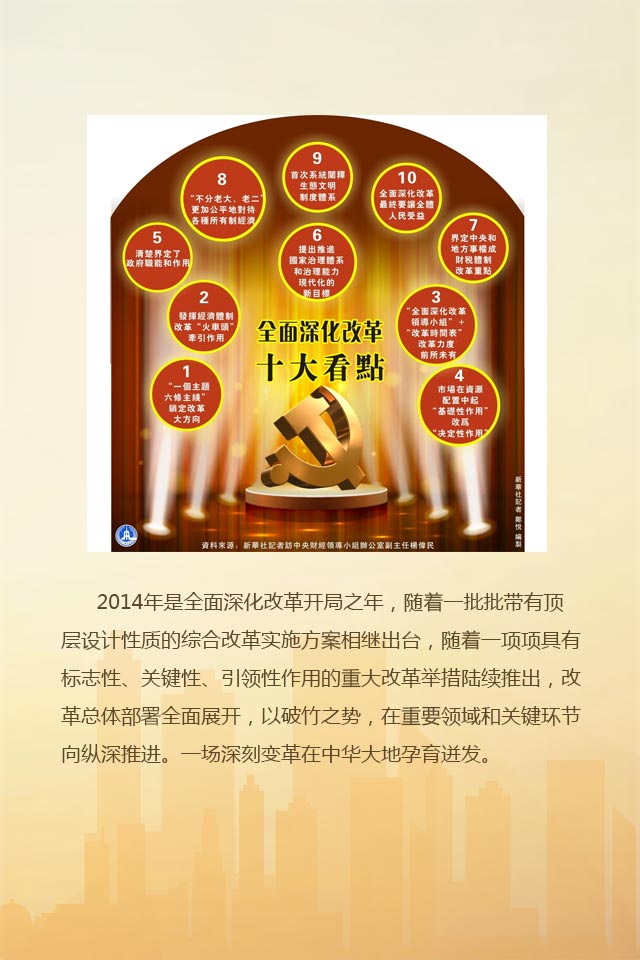 8
"不分老大、老二"
更加公平地對待
各種所有制經濟
9
首次系統闡釋
生態文明
制度體系
10
全面深化改革
最終要讓全體
人民受益
5
清楚界定了
政府職能和作用
6
提出推進
國家治理體系
和治理能力
現代化的
新目標
7
界定中央和
地方事權成
財稅體制
改革重點
2
發揮經濟體制
改革"火車頭"
牽引作用
3
"全面深化改革
領導小組"+
"改革時間表"
改革力度
前所未有
1
"一個主題
六條主綫"
鎖定改革
大方向
4
市場在資源
配置中起
"基礎性作用"
改爲
"决定性作用"
全面深化改革
十大看點
新華社記者 鄭悅 編製
資料來源：新華社記者訪中央財經領導小組辦公室副主任楊偉民
2014年是全面深化改革开局之年，随着一批批带有顶
层设计性质的综合改革实施方案相继出台，随着一项项具有
标志性、关键性、引领性作用的重大改革举措陆续推出，改
革总体部署全面展开，以破竹之势，在重要领域和关键环节
向纵深推进。一场深刻变革在中华大地孕育迸发。